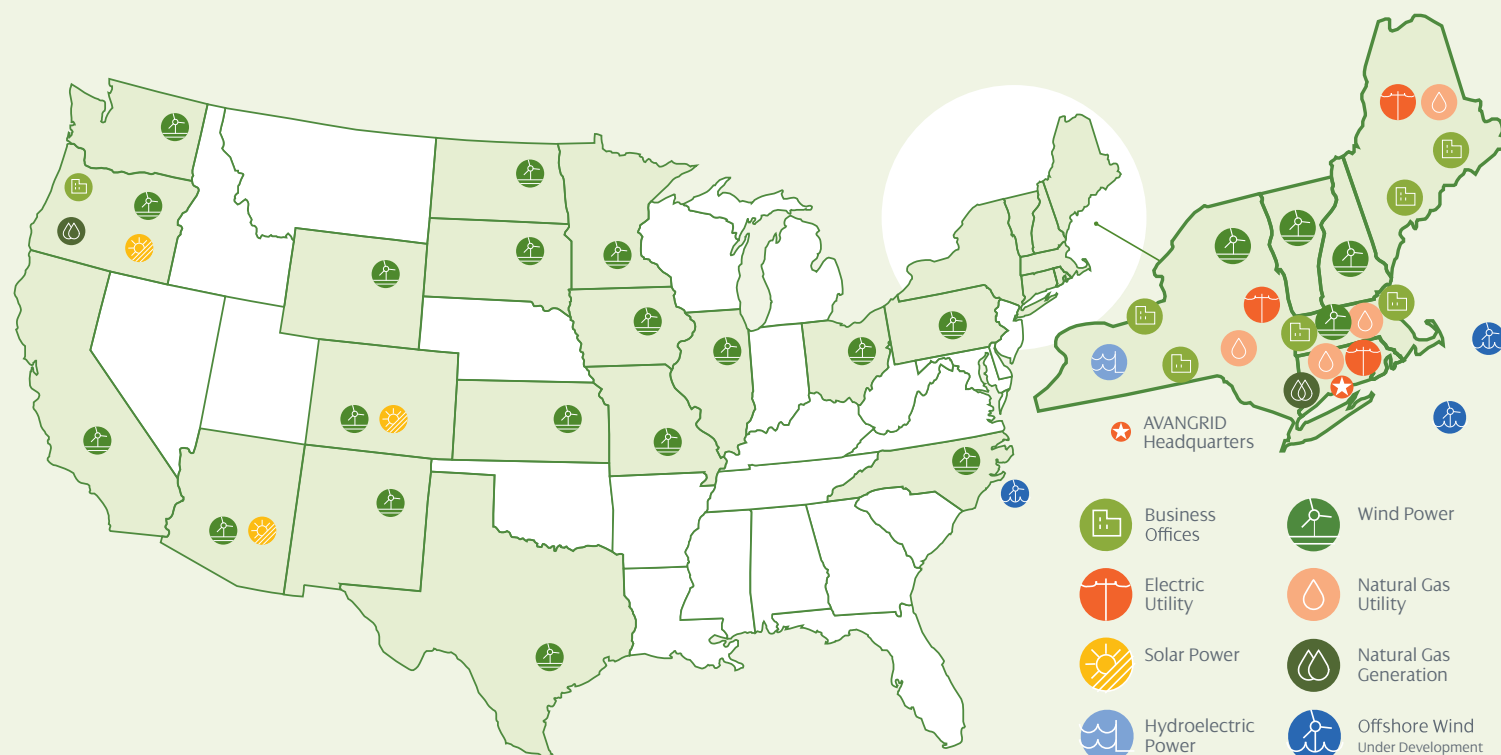 AVANGRID
Headquarters
Business
Offices
Wind Power
Electric
Utility
Natural Gas
Utility
Solar Power
Natural Gas
Generation
Hydroelectric
Power
Offshore Wind
Under Development